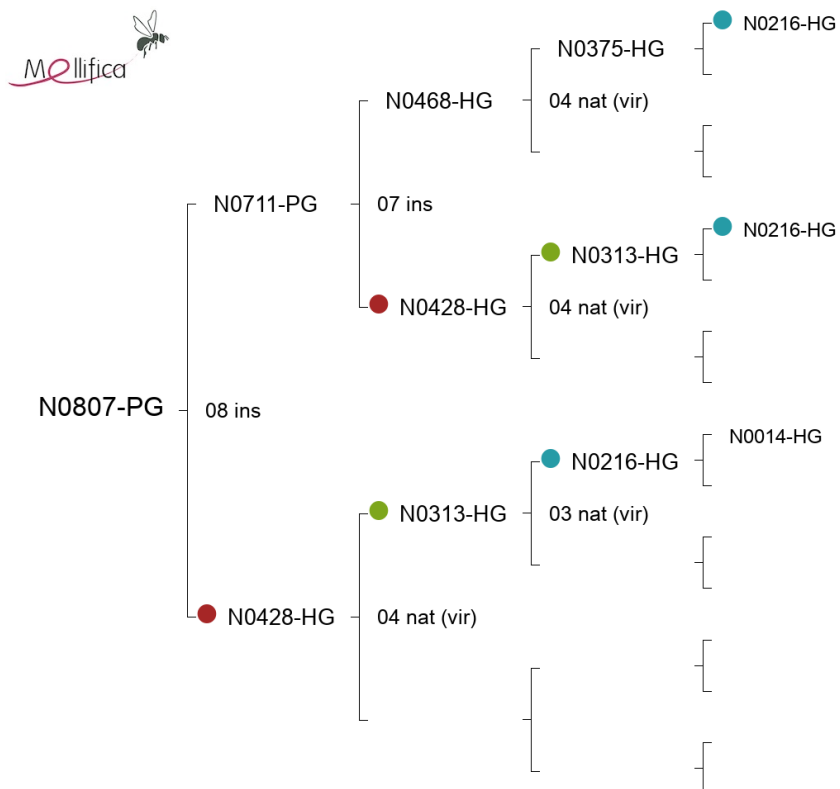 Mellifica
N0216-HG
N0375-HG
N0468-HG
04 nat (vir)
N0711-PG
07 ins
N0216-HG
N0313-HG
N0428-HG
04 nat (vir)
N0807-PG
08 ins
N0014-HG
N0216-HG
N0313-HG
03 nat (vir)
N0428-HG
04 nat (vir)